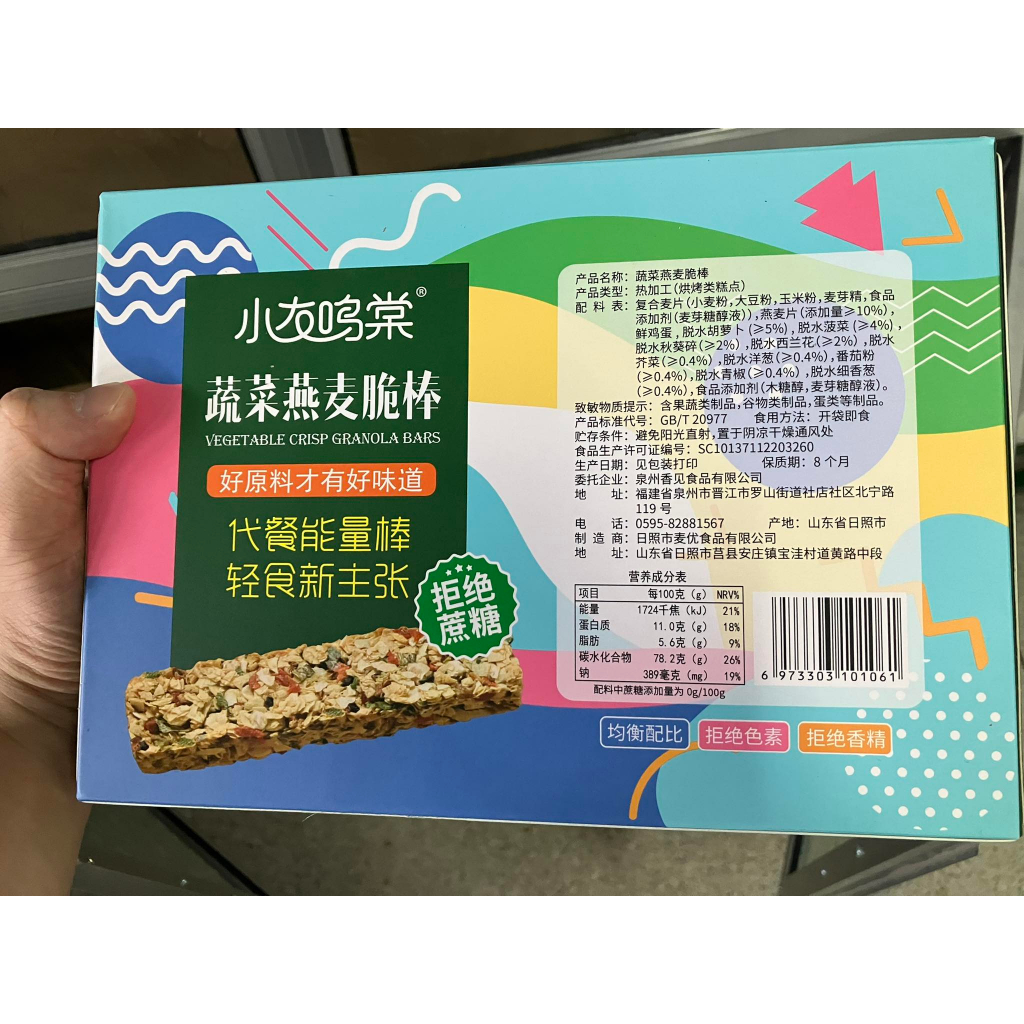 小友鸣棠®
蔬菜燕麦脆棒
VEGETABLE CRISP GRANOLA BARS
好原料才有好味道
代餐能量棒
轻食新主张
拒绝
蔗糖
产品名称：蔬菜燕麦脆棒
产品类型：热加工(烘烤类糕点)
配 料 表：复合麦片(小麦粉,大豆粉,玉米粉,麦芽精,食品
添加剂(麦芽糖醇液)),燕麦片(添加量≥10%),
鲜鸡蛋,脱水胡萝卜(≥5%),脱水菠菜(≥4%),
脱水秋葵碎(≥2%),脱水西兰花(≥2%),脱水
芥菜(≥0.4%),脱水洋葱(≥0.4%),番茄粉
(≥0.4%),脱水青椒(≥0.4%),脱水细香葱
(≥0.4%),食品添加剂(木糖醇,麦芽糖醇液)。
致敏物质提示：含果蔬类制品,谷物类制品,蛋类等制品。
产品标准代号：GB/T 20977 食用方法：开袋即食
贮存条件：避免阳光直射,置于阴凉干燥通风处
食品生产许可证编号：SC10137112203260
生产日期：见包装打印 保质期：8 个月
委托企业：泉州香见食品有限公司
地 址：福建省泉州市晋江市罗山街道社店社区北宁路
119 号
电 话：0595-82881567 产地：山东省日照市
制 造 商：日照市麦优食品有限公司
地 址：山东省日照市莒县安庄镇宝洼村道黄路中段
营养成分表
项目 每100克（g） NRV%
能量 1724千焦（kJ） 21%
蛋白质 11.0克（g） 18%
脂肪 5.6克（g） 9%
碳水化合物 78.2克（g） 26%
钠 389毫克（mg） 19%
配料中蔗糖添加量为 0g/100g
6 973303 101061
均衡配比 拒绝色素 拒绝香精